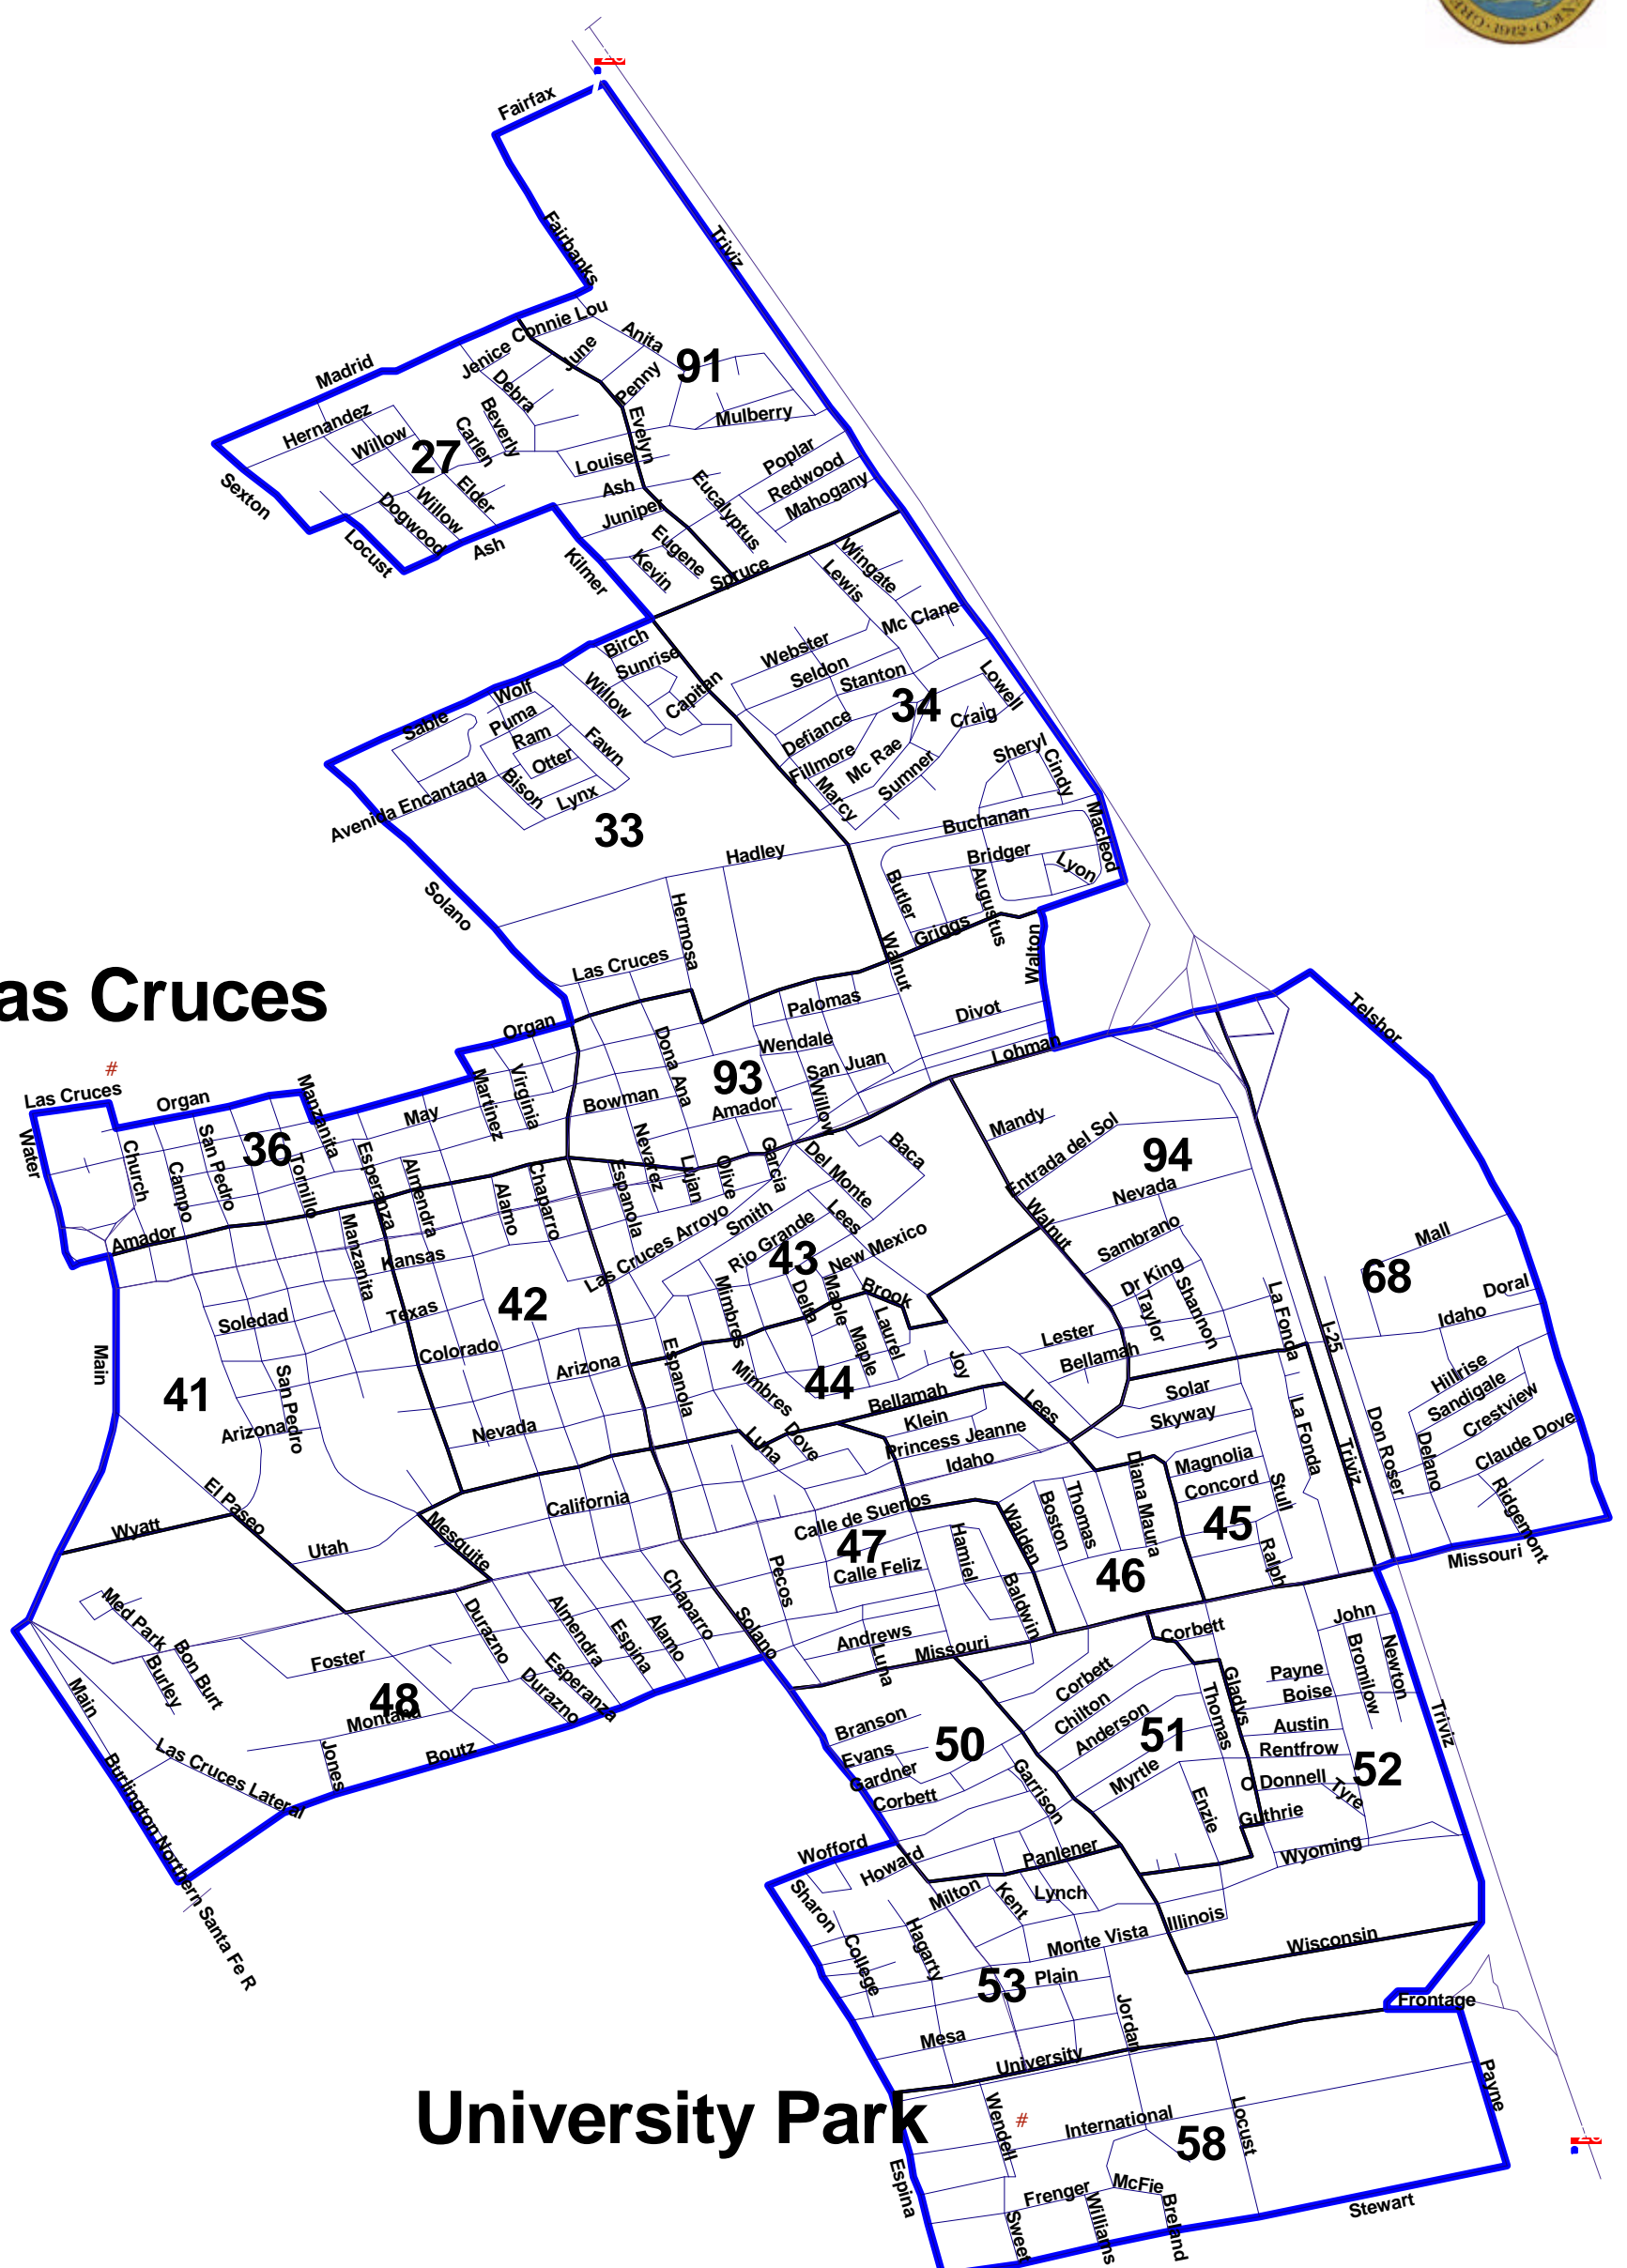 ·1912·
Fairfax
Fairbanks
Triviz
Connie Lou
Anita
June
Jenice
91
Madrid
Debra
Penny
Beverly
Evelyn
Mulberry
Hernandez
Willow
Carlen
27
Louise
Poplar
Redwood
Mahogany
Sexton
Elder
Willow
Dogwood
Ash
Eucalyptus
Juniper
Locust
Ash
Kilmer
Eugene
Kevin
Spruce
Wingate
Lewis
Mc Clane
Birch
Webster
Sunrise
Seldon
Stanton
Lowell
Wolf
Willow
Capitan
34
Sable
Puma
Craig
Ram
Fawn
Defiance
Otter
Fillmore
Mc Rae
Sheryl
Cindy
Bison
Sumner
Avenida Encantada
Lynx
Marcy
33
Buchanan
Macleod
Hadley
Bridger
Lyon
Solano
Butler
Augustus
Hermosa
Griggs
Walton
Las Cruces
Walnut
as Cruces
Palomas
Divot
Telshor
Organ
Dona Ana
Wendale
Lohman
#
93
San Juan
Las Cruces
Organ
Manzanita
May
Martinez
Virginia
Bowman
Amador
Willow
Mandy
Water
Church
San Pedro
36
Entrada del Sol
94
Campo
Tornillo
Esperanza
Almendra
Alamo
Chaparro
Espanola
Nevarez
Lujan
Olive
Garcia
Del Monte
Baca
Nevada
Amador
Manzanita
Kansas
Las Cruces Arroyo
Smith
Lees
Walnut
Rio Grande
43
New Mexico
Sambrano
Mall
68
42
Mimbres
Delta
Maple
Brook
Dr King
Doral
Soledad
Texas
Laurel
Taylor
Shannon
La Fonda
Idaho
Main
Colorado
Arizona
Espanola
Maple
Joy
Lester
I-25
San Pedro
Mimbres
44
Bellamah
Hillrise
41
Bellamah
Lees
Solar
Sandigale
Arizona
Nevada
Klein
Skyway
La Fonda
Don Roser
Crestview
Luna
Dove
Princess Jeanne
Delano
Claude Dove
Idaho
Diana Maura
Magnolia
Triviz
El Paseo
California
Calle de Suenos
Boston
Thomas
Concord
Stull
Ridgemont
Wyatt
Mesquite
Walden
45
Utah
47
Hamiel
Pecos
Calle Feliz
46
Ralph
Missouri
Med Park
Durazno
Almendra
Chaparro
Baldwin
Bon Burt
Espina
Alamo
Solano
Andrews
Missouri
Corbett
John
Burley
Foster
Esperanza
Luna
Corbett
Gladys
Payne
Bromilow
Newton
Main
48
Durazno
Chilton
Thomas
Boise
Montana
Branson
Anderson
Austin
Triviz
50
51
Las Cruces Lateral
Jones
Boutz
Evans
Rentfrow
Gardner
Garrison
Myrtle
52
Corbett
Enzie
O Donnell
Tyre
Guthrie
Burlington Northern Santa Fe R
Wofford
Howard
Panlener
Wyoming
Sharon
Milton
Kent
Lynch
Illinois
College
Hagarty
Monte Vista
Wisconsin
53
Plain
Jordan
Frontage
Mesa
University
Payne
University Park
Wendell
#
International
Locust
58
Espina
Frenger
McFie
Sweet
Williams
Breland
Stewart